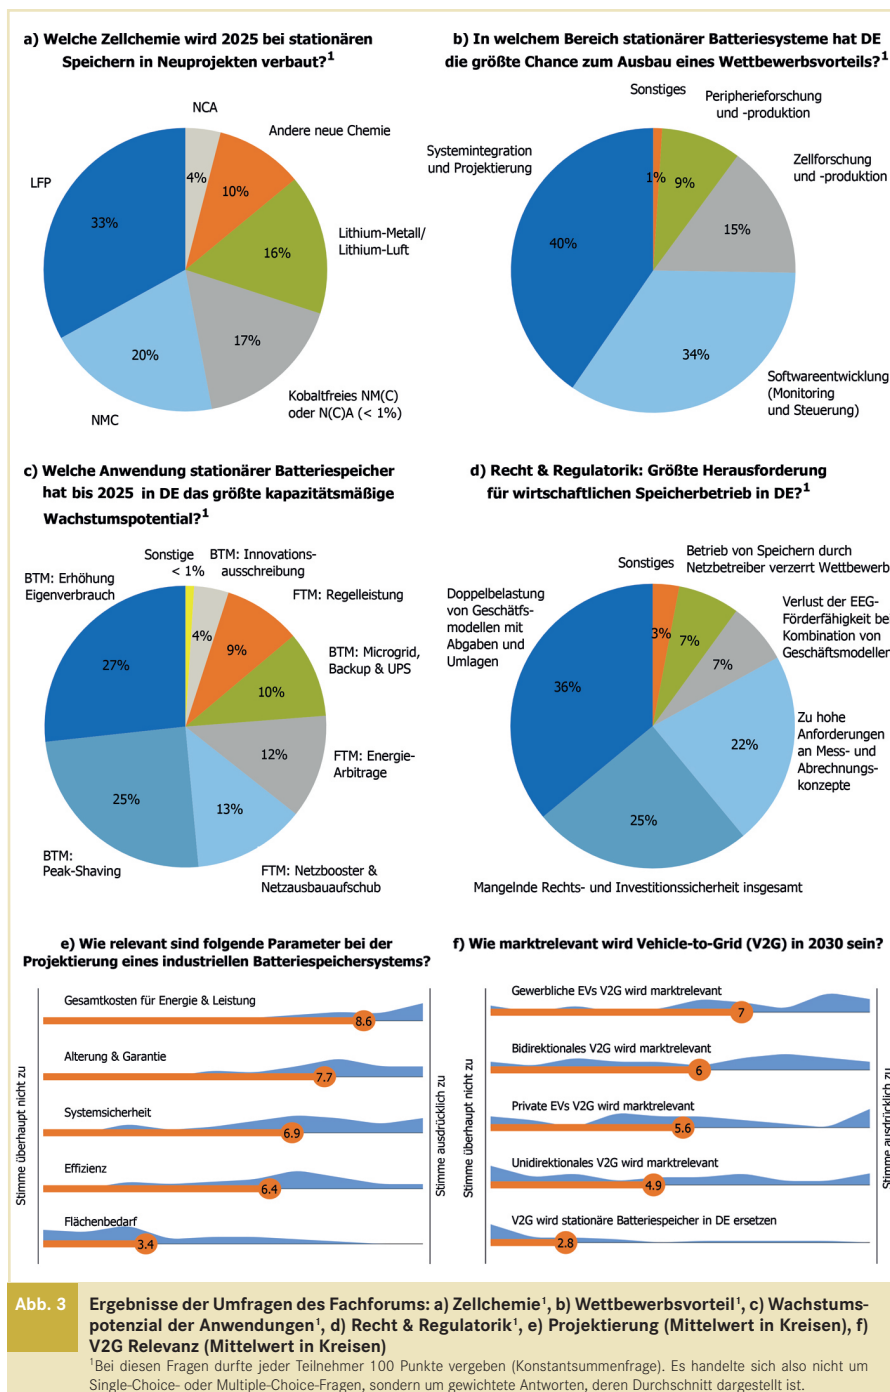 a) Welche Zellchemie wird 2025 bei stationären
Speichern in Neuprojekten verbaut?¹
NCA
Andere neue Chemie
LFP
4%
10%
33%
Lithium-Metall/
Lithium-Luft
16%
17%
20%
Kobaltfreies NM(C)
oder N(C)A (< 1%)
NMC
b) In welchem Bereich stationärer Batteriesysteme hat DE
die größte Chance zum Ausbau eines Wettbewerbsvorteils?¹
Sonstiges
Peripherieforschung
und -produktion
Systemintegration
und Projektierung
Zellforschung
und -produktion
1%
9%
15%
40%
34%
Softwareentwicklung
(Monitoring
und Steuerung)
c) Welche Anwendung stationärer Batteriespeicher
hat bis 2025 in DE das größte kapazitätsmäßige
Wachstumspotential?¹
Sonstige
< 1%
BTM: Innovations-
ausschreibung
BTM: Erhöhung
Eigenverbrauch
FTM: Regelleistung
4%
9%
27%
BTM: Microgrid,
Backup & UPS
10%
12%
FTM: Energie-
Arbitrage
25%
13%
BTM:
Peak-Shaving
FTM: Netzbooster &
Netzausbauaufschub
d) Recht & Regulatorik: Größte Herausforderung
für wirtschaftlichen Speicherbetrieb in DE?¹
Sonstiges
Betrieb von Speichern durch
Netzbetreiber verzerrt Wettbewerb
Doppelbelastung
von Geschäfs-
modellen mit
Abgaben und
Umlagen
Verlust der EEG-
Förderfähigkeit bei
Kombination von
Geschäftsmodellen
3%
7%
7%
36%
22%
Zu hohe
Anforderungen
an Mess- und
Abrechnungs-
konzepte
25%
Mangelnde Rechts- und Investitionssicherheit insgesamt
e) Wie relevant sind folgende Parameter bei der
Projektierung eines industriellen Batteriespeichersystems?
Stimme überhaupt nicht zu
Gesamtkosten für Energie & Leistung
8.6
Alterung & Garantie
7.7
Systemsicherheit
6.9
Effizienz
6.4
Flächenbedarf
3.4
Stimme ausdrücklich zu
f) Wie marktrelevant wird Vehicle-to-Grid (V2G) in 2030 sein?
Stimme überhaupt nicht zu
Gewerbliche EVs V2G wird marktrelevant
7
Bidirektionales V2G wird marktrelevant
6
Private EVs V2G wird marktrelevant
5.6
Unidirektionales V2G wird marktrelevant
4.9
V2G wird stationäre Batteriespeicher in DE ersetzen
2.8
Stimme ausdrücklich zu
Abb. 3
Ergebnisse der Umfragen des Fachforums: a) Zellchemie¹, b) Wettbewerbsvorteil¹, c) Wachstums-
potenzial der Anwendungen¹, d) Recht & Regulatorik¹, e) Projektierung (Mittelwert in Kreisen), f)
V2G Relevanz (Mittelwert in Kreisen)
¹Bei diesen Fragen durfte jeder Teilnehmer 100 Punkte vergeben (Konstantsummenfrage). Es handelte sich also nicht um
Single-Choice- oder Multiple-Choice-Fragen, sondern um gewichtete Antworten, deren Durchschnitt dargestellt ist.